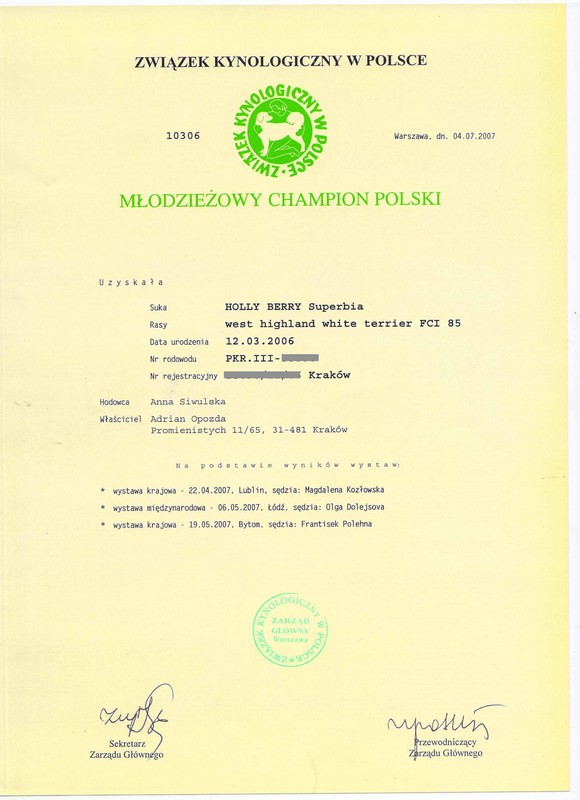 ZWIĄZEK KYNOLOGICZNY W POLSCE
ZWIĄZEK KYNOLOGICZNY W POLSCE
10306
Warszawa, dn. 04.07.2007
MŁODZIEŻOWY CHAMPION POLSKI
Uzyskała
Suka HOLLY BERRY Superbia
Rasy west highland white terrier FCI 85
Data urodzenia 12.03.2006
Nr rodowodu PKR.III-
Nr rejestracyjny Kraków
Hodowca Anna Siwulska
Właściciel Adrian Opozda
Promienistych 11/65, 31-481 Kraków
Na podstawie wyników wystaw:
* wystawa krajowa - 22.04.2007, Lublin, sędzia: Magdalena Kozłowska
* wystawa międzynarodowa - 06.05.2007, Łódź, sędzia: Olga Dolejsova
* wystawa krajowa - 19.05.2007, Bytom, sędzia: Frantisek Polehna
ZWIĄZEK KYNOLOGICZNY W POLSCE
ZARZĄD
GŁÓWNY
Warszawa
Sekretarz
Zarządu Głównego
Przewodniczący
Zarządu Głównego